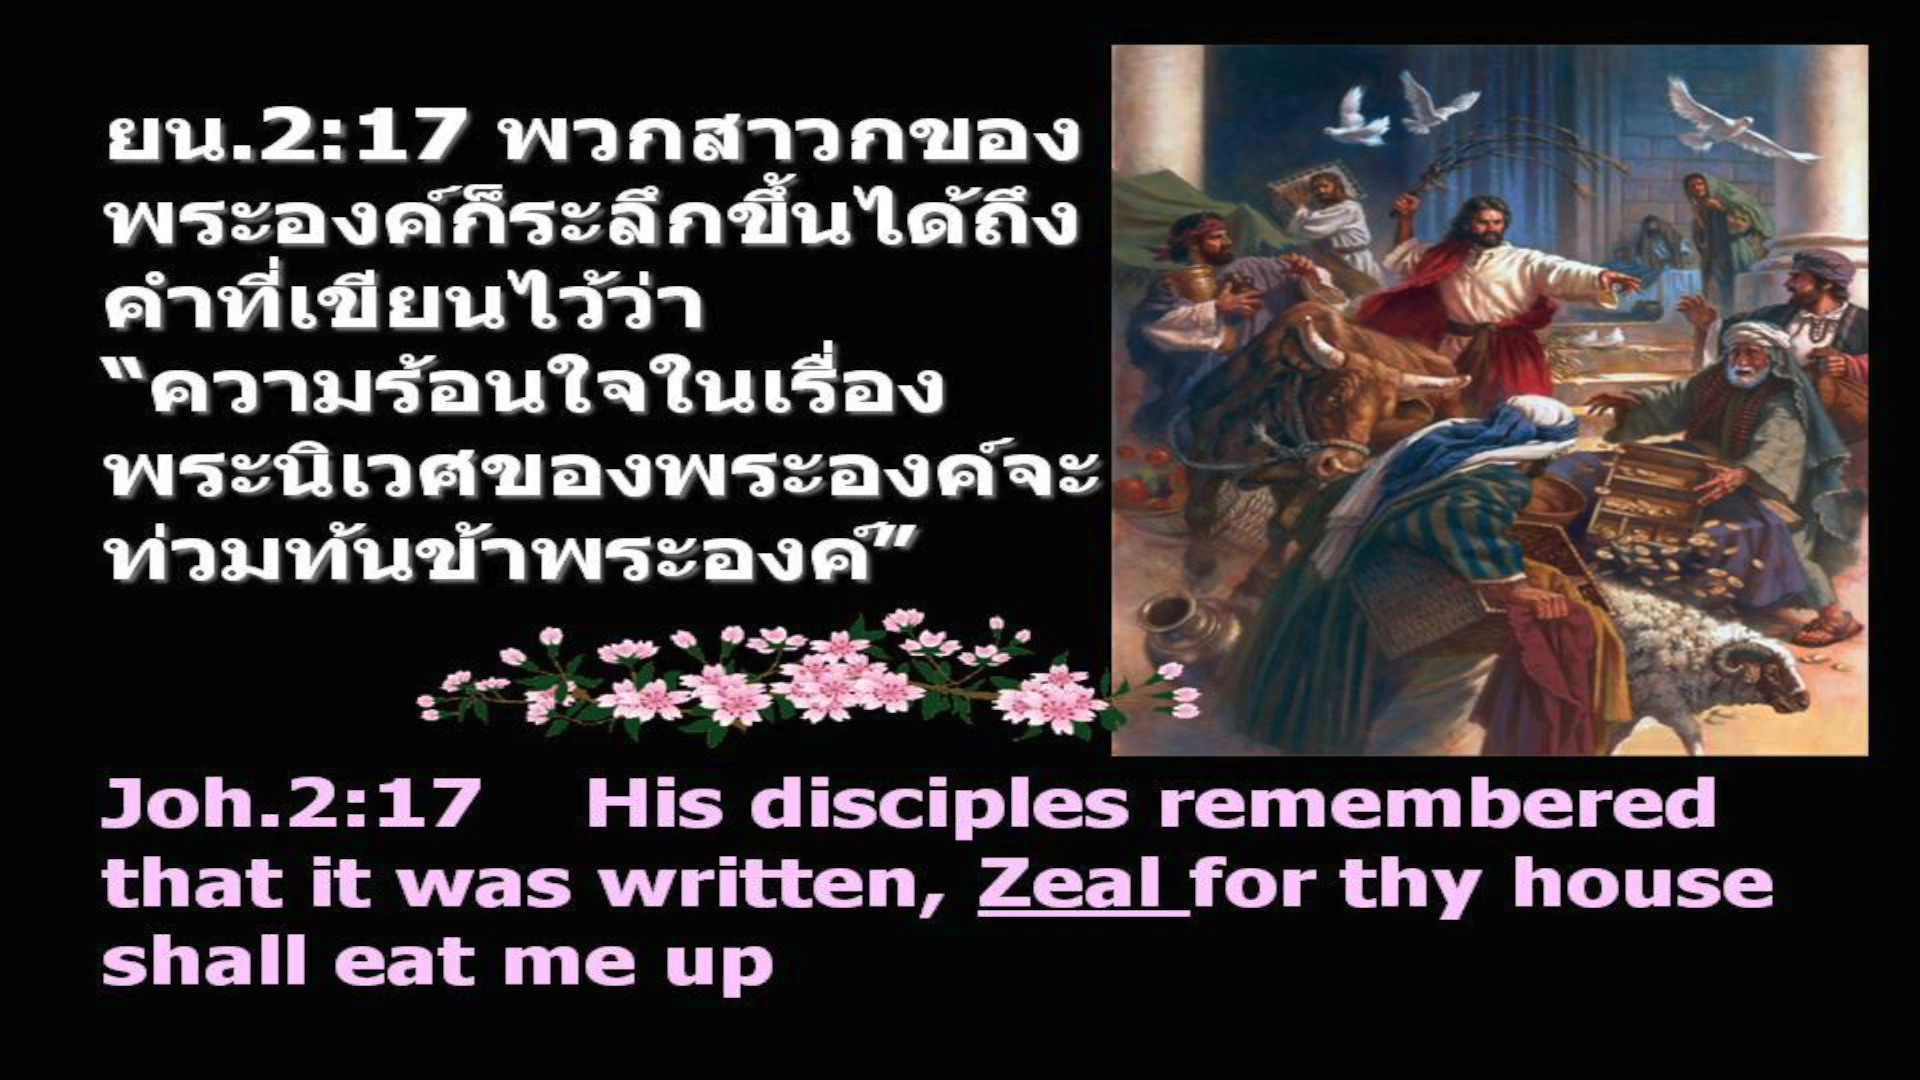 ยน.2:17 พวกสาวกของ
พระองค์ก็ระลึกขึ้นได้ถึง
คำที่เขียนไว้ว่า
“ความร้อนใจในเรื่อง
พระนิเวศของพระองค์จะ
ท่วมท้นข้าพระองค์”
Joh.2:17 His disciples remembered
that it was written, Zeal for thy house
shall eat me up